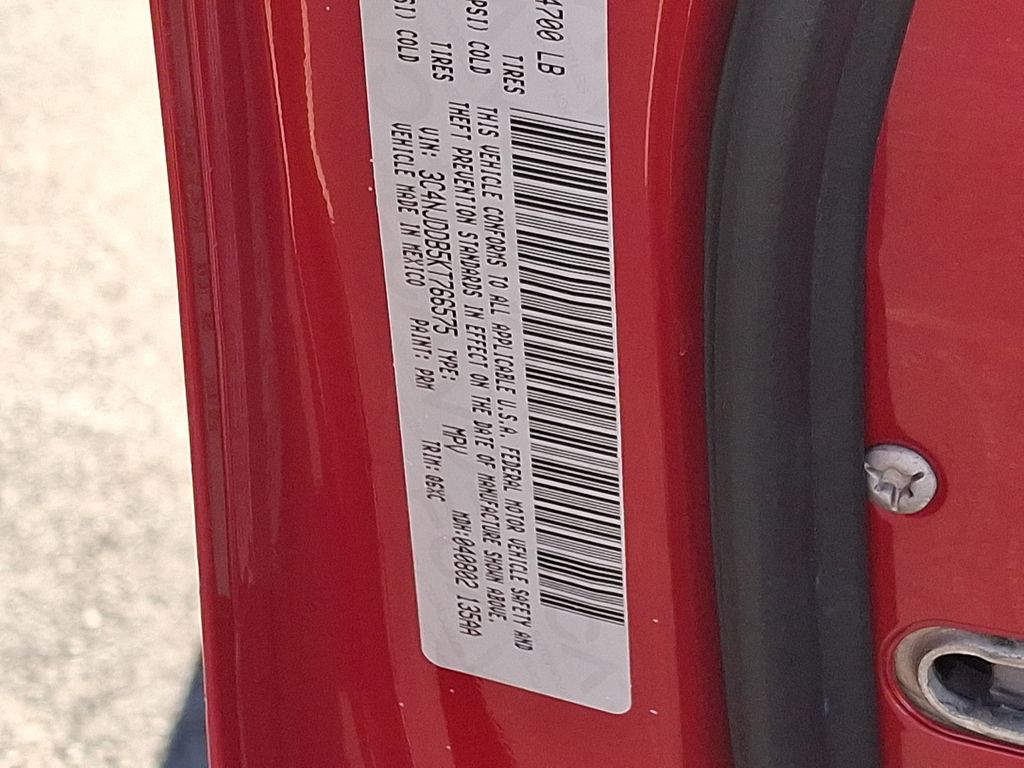 4700 LB
TIRES
PSI) COLD
THIS VEHICLE CONFORMS TO ALL APPLICABLE U.S.A. FEDERAL MOTOR VEHICLE SAFETY AND
THEFT PREVENTION STANDARDS IN EFFECT ON THE DATE OF MANUFACTURE SHOWN ABOVE.
TIRES
SI) COLD
VIN: 3C4NJDDB5KT766575 TYPE: MPV MDH:040802 135AA
VEHICLE MADE IN MEXICO PAINT: PRM TRIM: